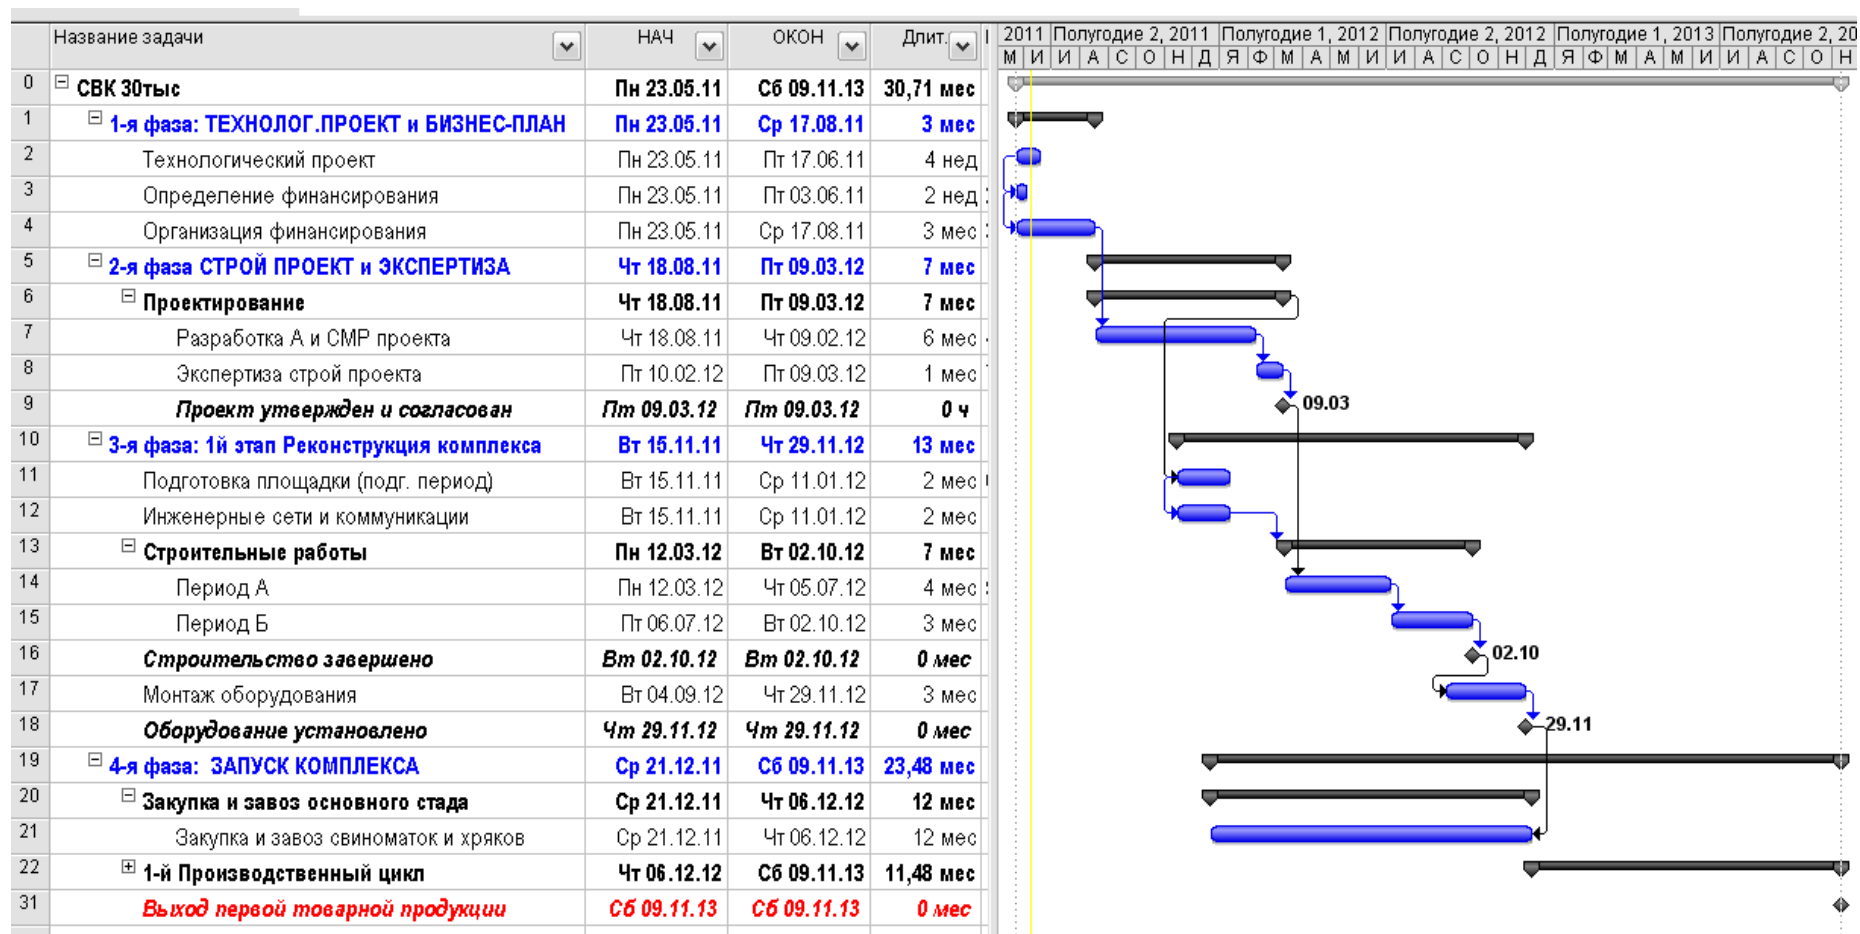 Название задачи НАЧ ОКОН Длит. 2011 Полугодие 2, 2011 Полугодие 1, 2012 Полугодие 2, 2012 Полугодие 1, 2013 Полугодие 2, 20
М И И А С О Н Д Я Ф М А М И И А С О Н Д Я Ф М А М И И А С О Н
0 СВК 30тыс Пн 23.05.11 Сб 09.11.13 30,71 мес
1 1-я фаза: ТЕХНОЛОГ.ПРОЕКТ и БИЗНЕС-ПЛАН Пн 23.05.11 Ср 17.08.11 3 мес
2 Технологический проект Пн 23.05.11 Пт 17.06.11 4 нед
3 Определение финансирования Пн 23.05.11 Пт 03.06.11 2 нед
4 Организация финансирования Пн 23.05.11 Ср 17.08.11 3 мес
5 2-я фаза СТРОЙ ПРОЕКТ и ЭКСПЕРТИЗА Чт 18.08.11 Пт 09.03.12 7 мес
6 Проектирование Чт 18.08.11 Пт 09.03.12 7 мес
7 Разработка А и СМР проекта Чт 18.08.11 Чт 09.02.12 6 мес
8 Экспертиза строй проекта Пт 10.02.12 Пт 09.03.12 1 мес
9 Проект утвержден и согласован Пт 09.03.12 Пт 09.03.12 0 ч 09.03
10 3-я фаза: 1й этап Реконструкция комплекса Вт 15.11.11 Чт 29.11.12 13 мес
11 Подготовка площадки (подг. период) Вт 15.11.11 Ср 11.01.12 2 мес
12 Инженерные сети и коммуникации Вт 15.11.11 Ср 11.01.12 2 мес
13 Строительные работы Пн 12.03.12 Вт 02.10.12 7 мес
14 Период А Пн 12.03.12 Чт 05.07.12 4 мес
15 Период Б Пт 06.07.12 Вт 02.10.12 3 мес
16 Строительство завершено Вт 02.10.12 Вт 02.10.12 0 мес 02.10
17 Монтаж оборудования Вт 04.09.12 Чт 29.11.12 3 мес
18 Оборудование установлено Чт 29.11.12 Чт 29.11.12 0 мес 29.11
19 4-я фаза: ЗАПУСК КОМПЛЕКСА Ср 21.12.11 Сб 09.11.13 23,48 мес
20 Закупка и завоз основного стада Ср 21.12.11 Чт 06.12.12 12 мес
21 Закупка и завоз свиноматок и хряков Ср 21.12.11 Чт 06.12.12 12 мес
22 1-й Производственный цикл Чт 06.12.12 Сб 09.11.13 11,48 мес
31 Выход первой товарной продукции Сб 09.11.13 Сб 09.11.13 0 мес